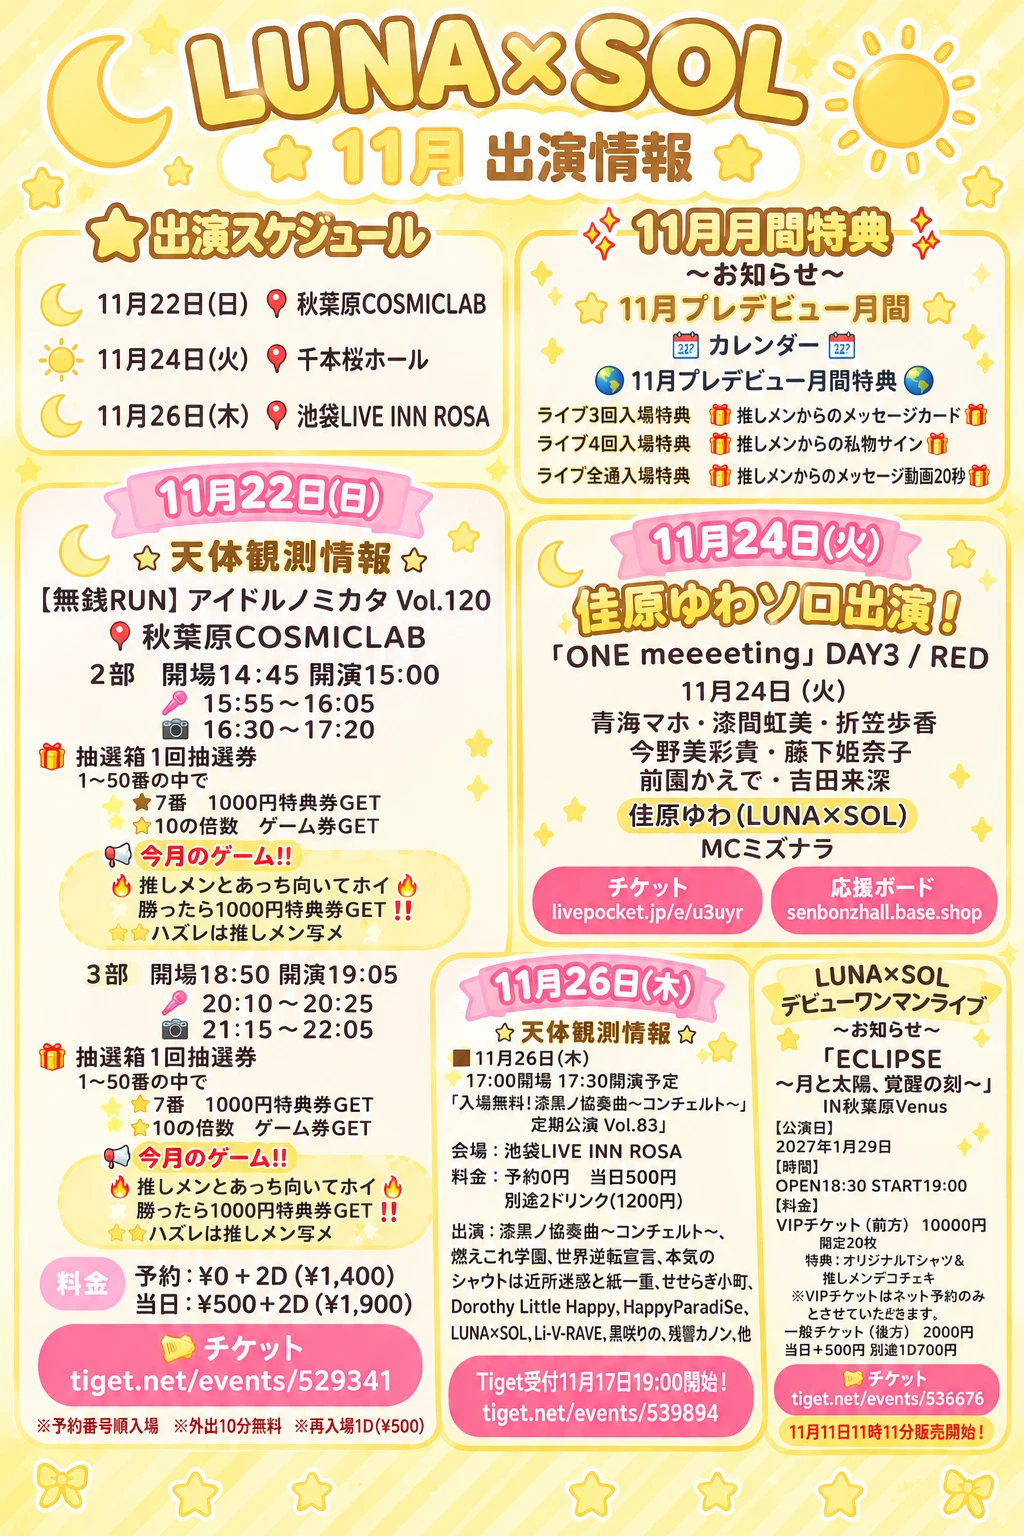 LUNA×SOL
11月 出演情報
出演スケジュール
11月22日(日) 📍 秋葉原COSMICLAB
11月24日(火) 📍 千本桜ホール
11月26日(木) 📍 池袋LIVE INN ROSA
11月月間特典
～お知らせ～
11月プレデビュー月間
カレンダー
11月プレデビュー月間特典
ライブ3回入場特典 🎁 推しメンからのメッセージカード 🎁
ライブ4回入場特典 🎁 推しメンからの私物サイン 🎁
ライブ全通入場特典 🎁 推しメンからのメッセージ動画20秒 🎁
11月22日(日)
☆ 天体観測情報 ☆
【無銭RUN】アイドルノミカタ Vol.120
📍 秋葉原COSMICLAB
2部 開場14:45 開演15:00
🎤 15:55～16:05
📷 16:30～17:20
🎁 抽選箱1回抽選券
1～50番の中で
★7番 1000円特典券GET
☆10の倍数 ゲーム券GET
📢 今月のゲーム!!
🔥 推しメンとあっち向いてホイ 🔥
勝ったら1000円特典券GET ‼
☆☆ハズレは推しメン写メ
3部 開場18:50 開演19:05
🎤 20:10～20:25
📷 21:15～22:05
🎁 抽選箱1回抽選券
1～50番の中で
☆7番 1000円特典券GET
☆10の倍数 ゲーム券GET
📢 今月のゲーム!!
🔥 推しメンとあっち向いてホイ 🔥
勝ったら1000円特典券GET ‼
☆☆ハズレは推しメン写メ
料金
予約：¥0＋2D（¥1,400）
当日：¥500＋2D（¥1,900）
チケット
tiget.net/events/529341
※予約番号順入場 ※外出10分無料 ※再入場1D(¥500)
11月24日(火)
佳原ゆわソロ出演！
「ONE meeeeting」DAY3 / RED
11月24日（火）
青海マホ・漆間虹美・折笠歩香
今野美彩貴・藤下姫奈子
前園かえで・吉田来深
佳原ゆわ（LUNA×SOL）
MCミズナラ
チケット
livepocket.jp/e/u3uyr
応援ボード
senbonzhall.base.shop
11月26日(木)
☆ 天体観測情報 ☆
11月26日(木)
17:00開場 17:30開演予定
「入場無料！漆黒ノ協奏曲～コンチェルト～」
定期公演 Vol.83」
会場：池袋LIVE INN ROSA
料金：予約0円 当日500円
別途2ドリンク(1200円)
出演：漆黒ノ協奏曲～コンチェルト～、
燃えこれ学園、世界逆転宣言、本気の
シャウトは近所迷惑と紙一重、せせらぎ小町、
Dorothy Little Happy、HappyParadiSe、
LUNA×SOL、Li-V-RAVE、黒咲りの、残響カノン、他
Tiget受付11月17日19:00開始！
tiget.net/events/539894
LUNA×SOL
デビューワンマンライブ
～お知らせ～
「ECLIPSE
～月と太陽、覚醒の刻～」
IN秋葉原Venus
【公演日】
2027年1月29日
【時間】
OPEN18:30 START19:00
【料金】
VIPチケット（前方） 10000円
限定20枚
特典：オリジナルTシャツ＆
推しメンデコチェキ
※VIPチケットはネット予約のみ
とさせていただきます。
一般チケット（後方） 2000円
当日＋500円 別途1D700円
チケット
tiget.net/events/536676
11月11日11時11分販売開始！